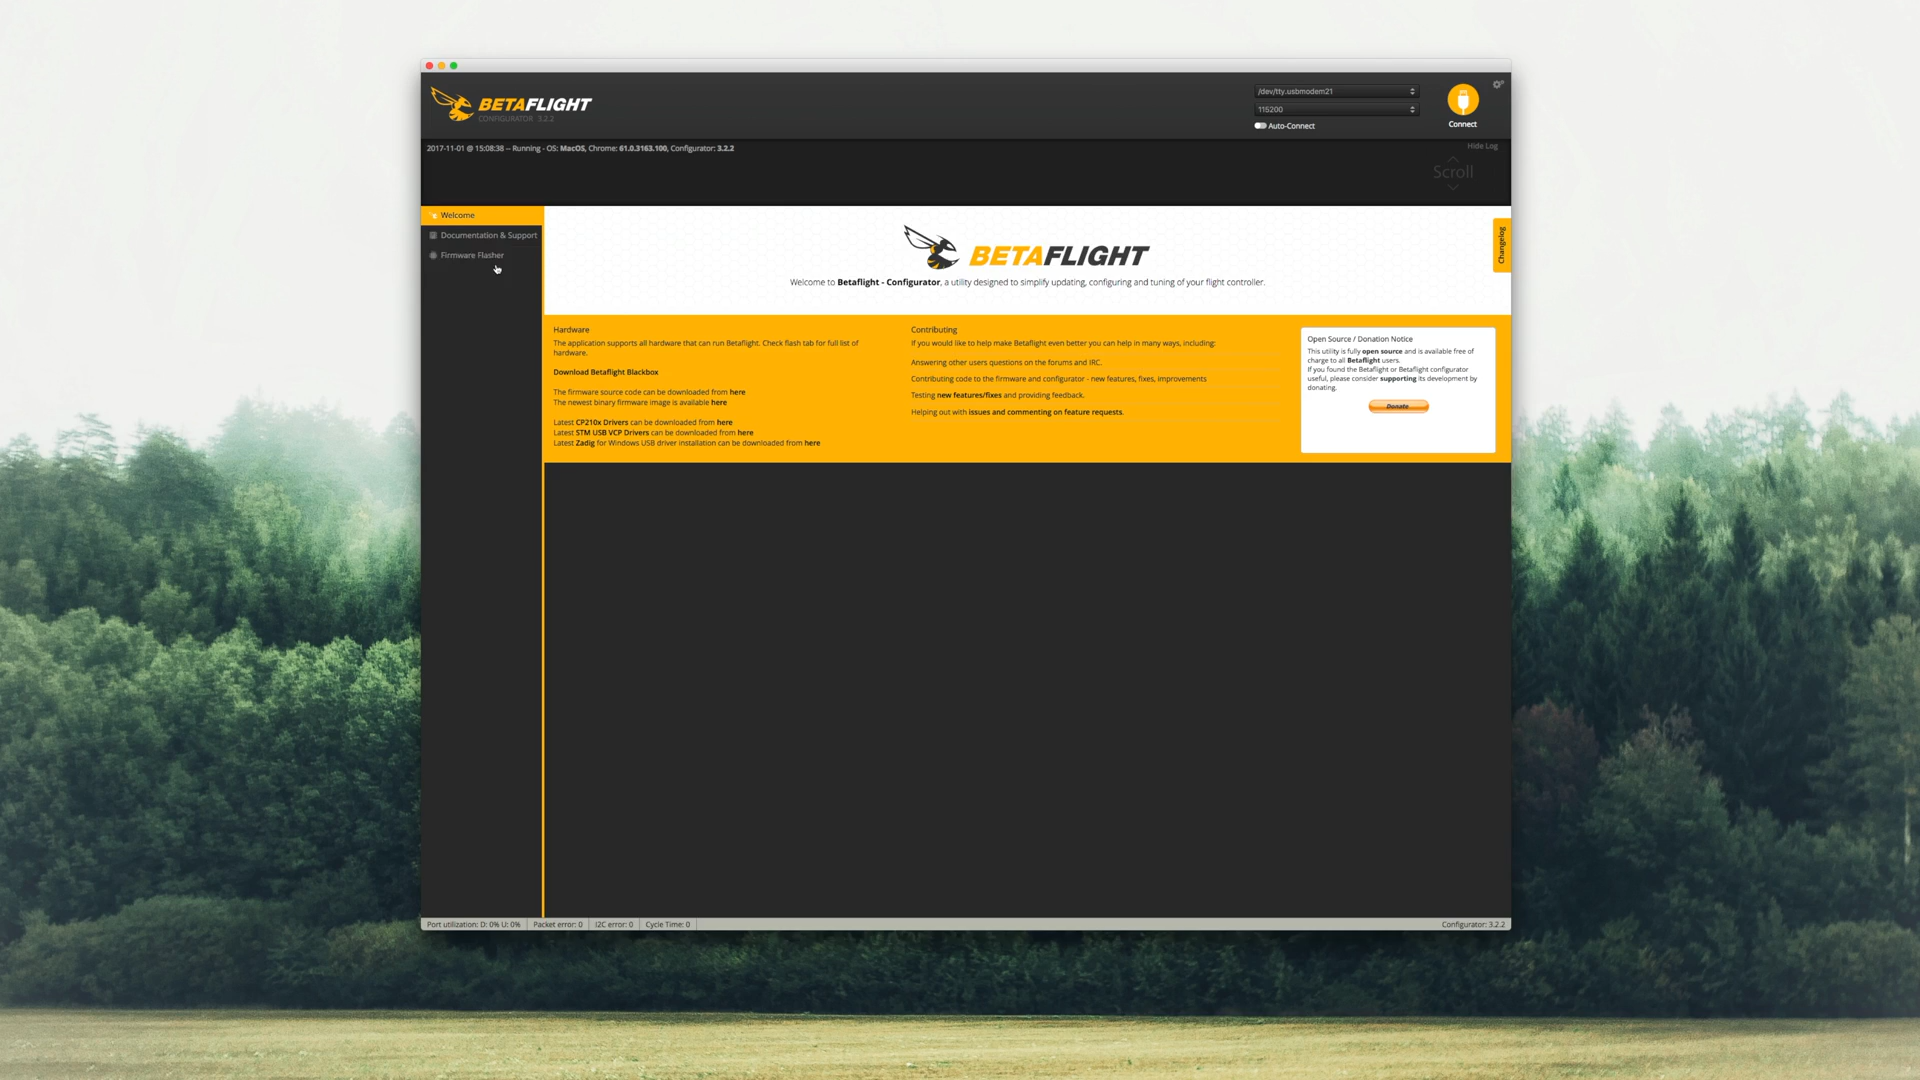 BETAFLIGHT
CONFIGURATOR 3.2.2
/dev/tty.usbmodem21
115200
Auto-Connect
Connect
2017-11-01 @ 15:08:38 -- Running - OS: MacOS, Chrome: 61.0.3163.100, Configurator: 3.2.2
Hide Log
Scroll
Welcome
Documentation & Support
Firmware Flasher
BETAFLIGHT
Welcome to Betaflight - Configurator, a utility designed to simplify updating, configuring and tuning of your flight controller.
Changelog
Hardware
The application supports all hardware that can run Betaflight. Check flash tab for full list of
hardware.
Download Betaflight Blackbox
The firmware source code can be downloaded from here
The newest binary firmware image is available here
Latest CP210x Drivers can be downloaded from here
Latest STM USB VCP Drivers can be downloaded from here
Latest Zadig for Windows USB driver installation can be downloaded from here
Contributing
If you would like to help make Betaflight even better you can help in many ways, including:
Answering other users questions on the forums and IRC.
Contributing code to the firmware and configurator - new features, fixes, improvements
Testing new features/fixes and providing feedback.
Helping out with issues and commenting on feature requests.
Open Source / Donation Notice
This utility is fully open source and is available free of
charge to all Betaflight users.
If you found the Betaflight or Betaflight configurator
useful, please consider supporting its development by
donating.
Donate
Port utilization: D: 0% U: 0%
Packet error: 0
I2C error: 0
Cycle Time: 0
Configurator: 3.2.2